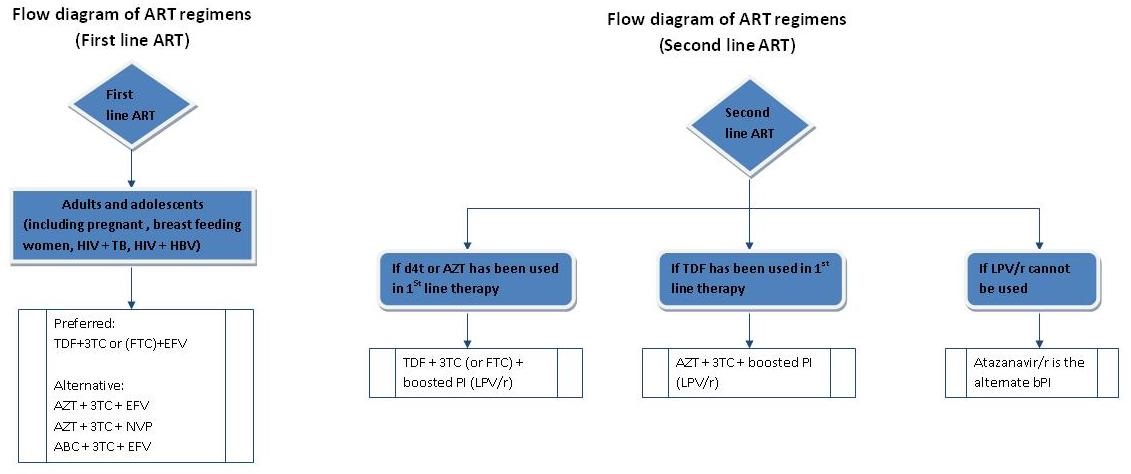 Flow diagram of ART regimens
(First line ART)
First
line ART
Adults and adolescents
(including pregnant , breast feeding
women, HIV + TB, HIV + HBV)
Preferred:
TDF+3TC or (FTC)+EFV
Alternative:
AZT + 3TC + EFV
AZT + 3TC + NVP
ABC + 3TC + EFV
Flow diagram of ART regimens
(Second line ART)
Second
line ART
If d4t or AZT has been used
in 1St line therapy
TDF + 3TC (or FTC) +
boosted PI (LPV/r)
If TDF has been used in 1st
line therapy
AZT + 3TC + boosted PI
(LPV/r)
If LPV/r cannot
be used
Atazanavir/r is the
alternate bPI